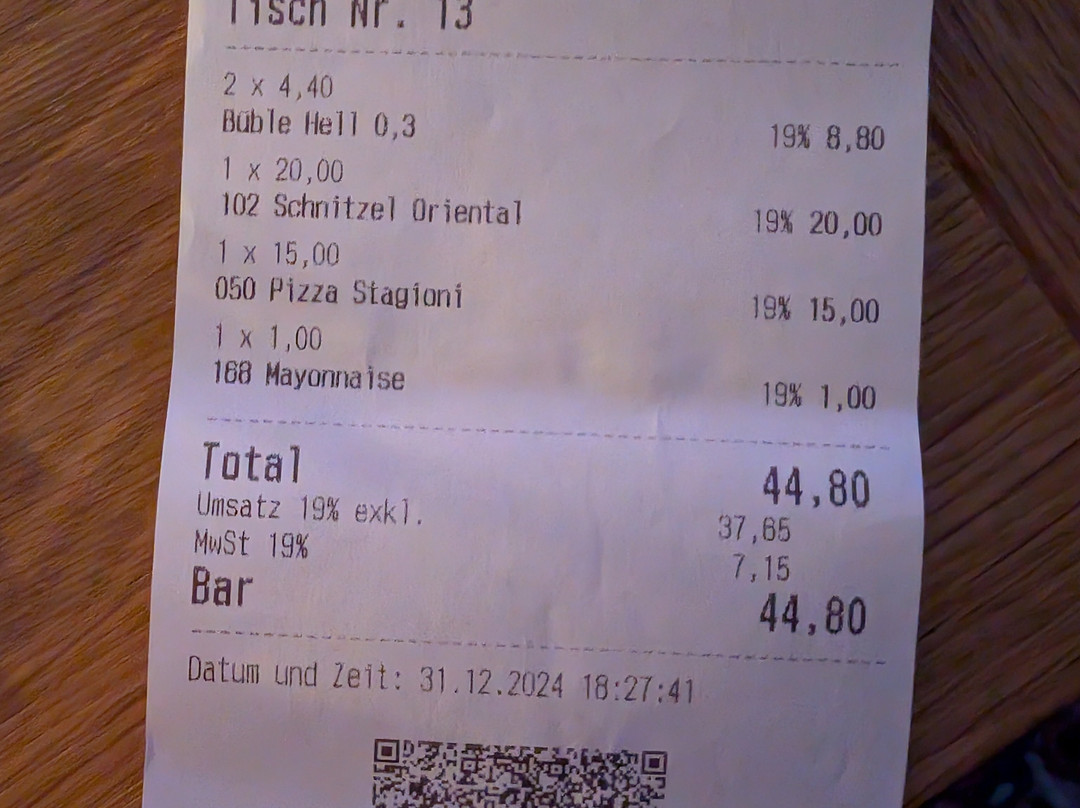 Tisch Nr. 13
2 x 4,40
Büble Hell 0,3 19% 8,80
1 x 20,00
102 Schnitzel Oriental 19% 20,00
1 x 15,00
050 Pizza Stagioni 19% 15,00
1 x 1,00
168 Mayonnaise 19% 1,00
Total 44,80
Umsatz 19% exkl. 37,65
MwSt 19% 7,15
Bar 44,80
Datum und Zeit: 31.12.2024 18:27:41